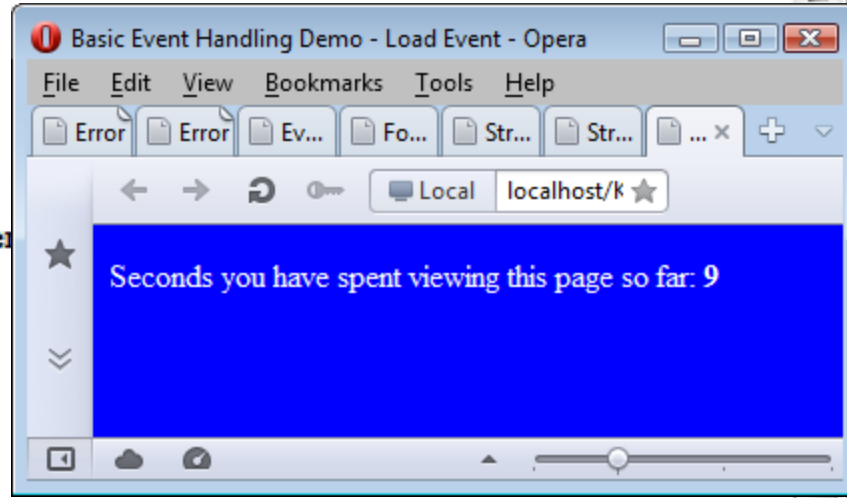 Basic Event Handling Demo - Load Event - Opera
File Edit View Bookmarks Tools Help
Error Error Ev... Fo... Str... Str... ...
Local localhost/K
Seconds you have spent viewing this page so far: 9